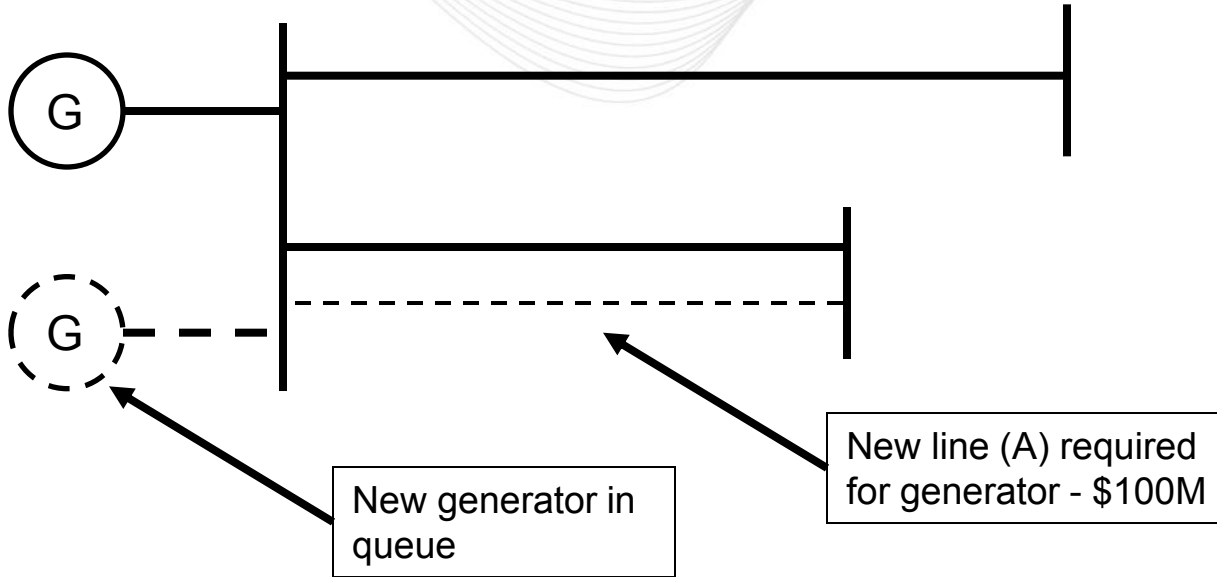 G
G
New line (A) required
for generator - $100M
New generator in
queue